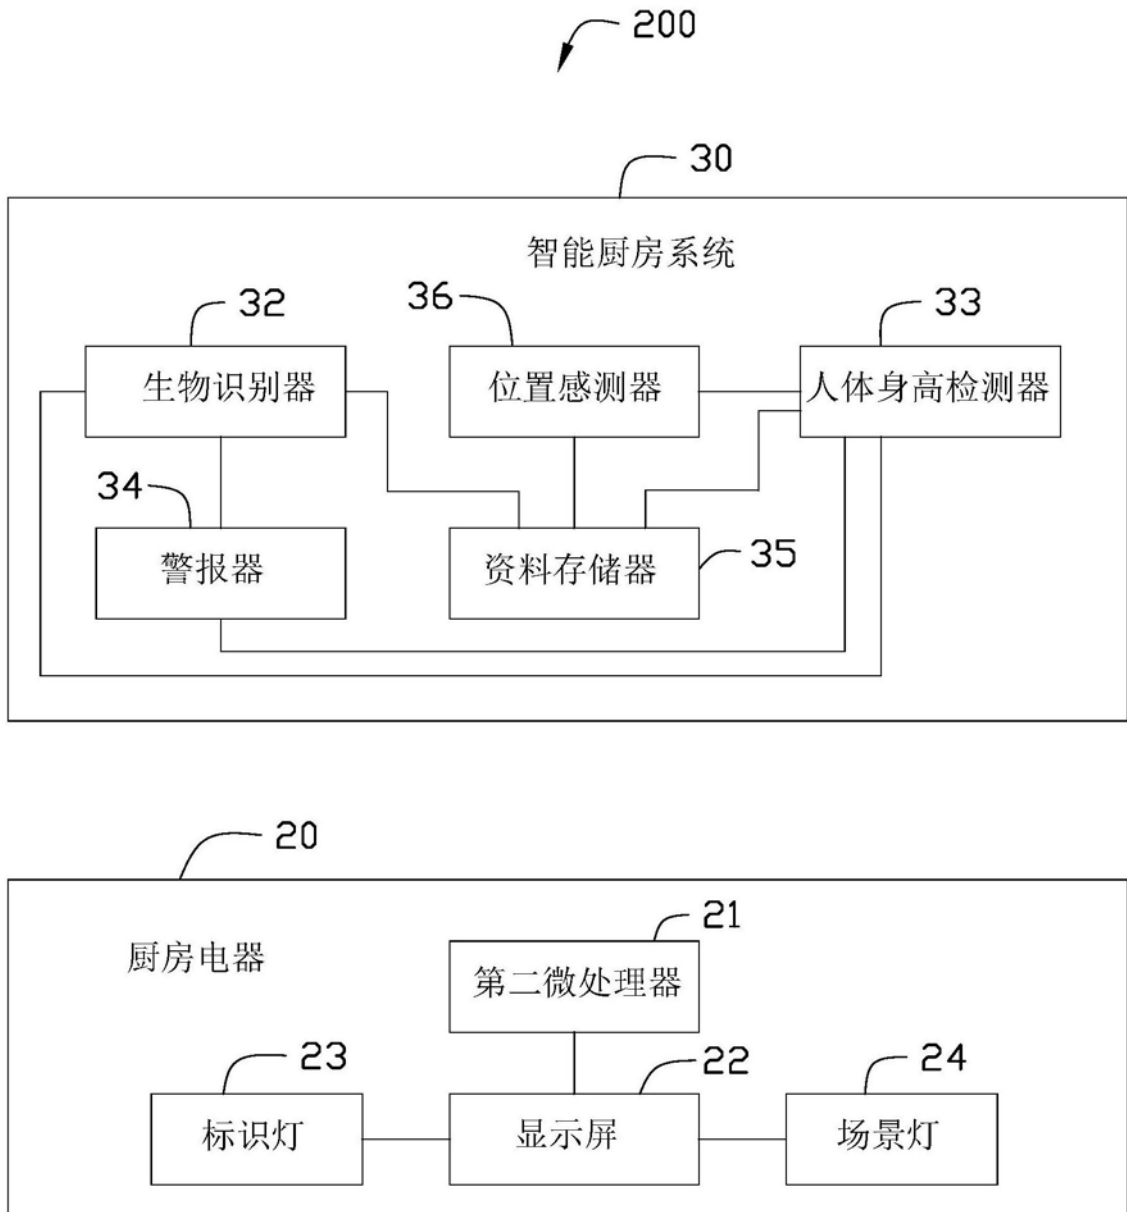 200
30
智能厨房系统
32
36
33
生物识别器
位置感测器
人体身高检测器
34
警报器
资料存储器
35
20
厨房电器
21
第二微处理器
23
22
24
标识灯
显示屏
场景灯